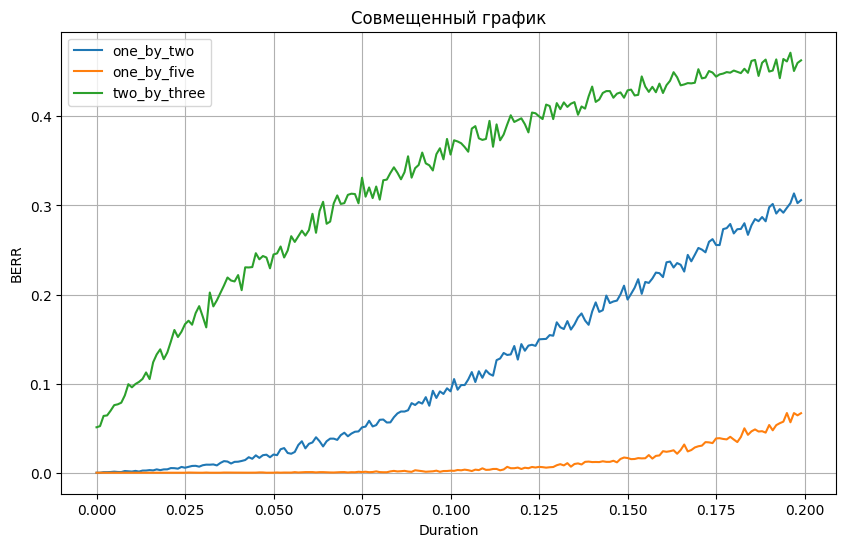 Совмещенный график
one_by_two
one_by_five
two_by_three
BERR
0.4
0.3
0.2
0.1
0.0
0.000 0.025 0.050 0.075 0.100 0.125 0.150 0.175 0.200
Duration